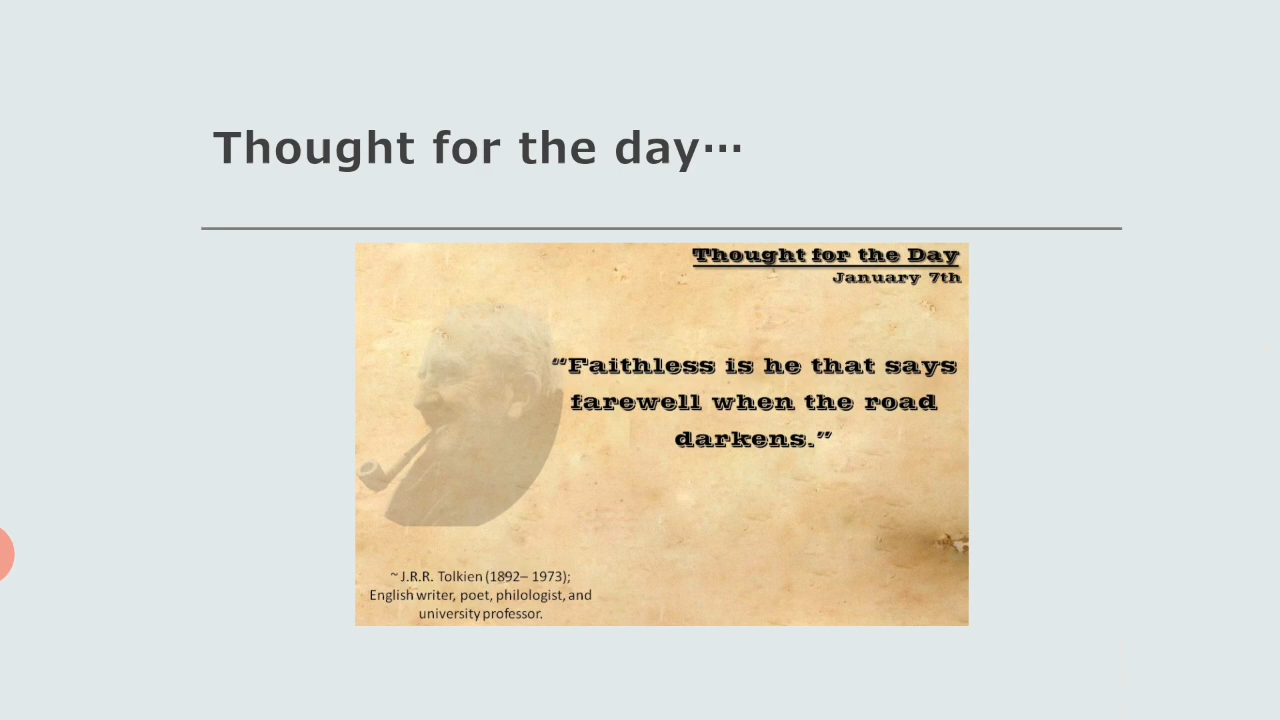 Thought for the day…
Thought for the Day
January 7th
“Faithless is he that says
farewell when the road
darkens.”
~ J.R.R. Tolkien (1892– 1973);
English writer, poet, philologist, and
university professor.